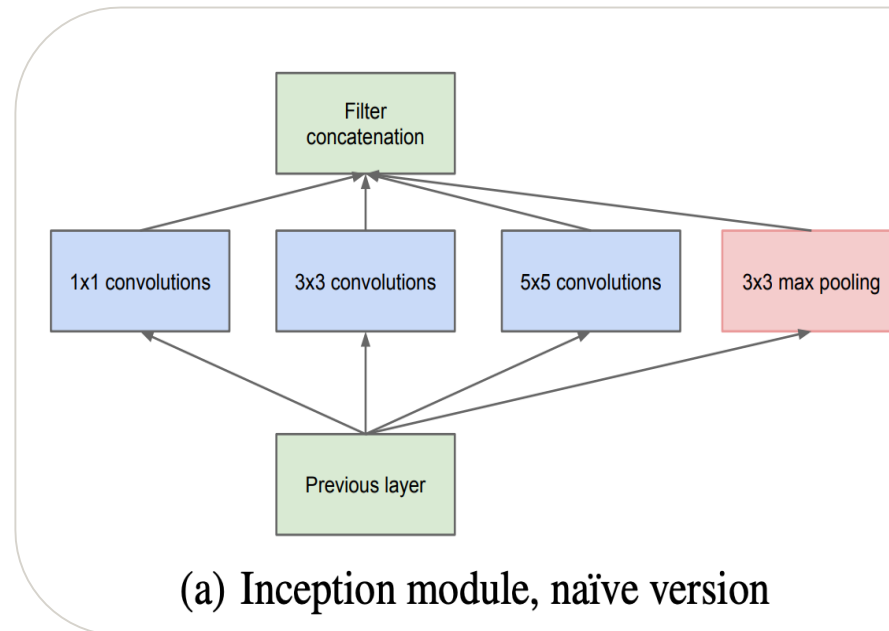 Filter
concatenation
1x1 convolutions
3x3 convolutions
5x5 convolutions
3x3 max pooling
Previous layer
(a) Inception module, naïve version